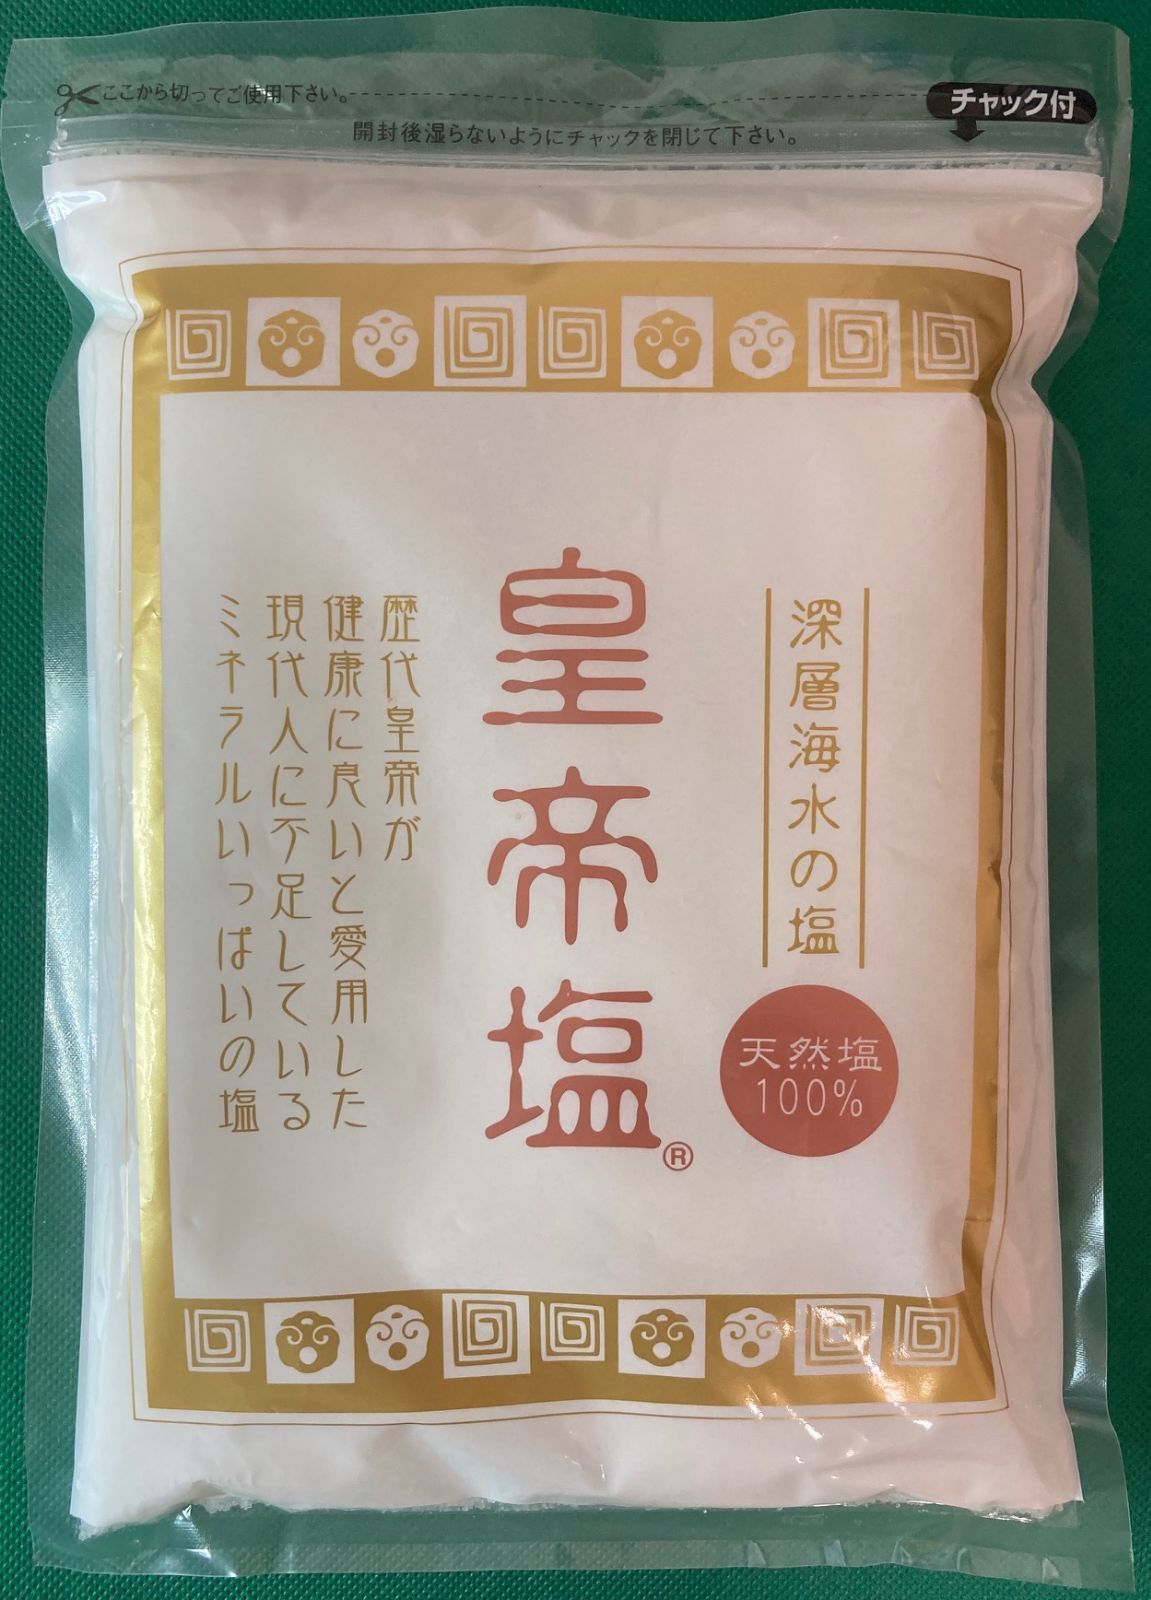 ここから切ってご使用下さい。
チャック付
開封後湿らないようにチャックを閉じて下さい。
深層海水の塩
天然塩
100%
皇帝塩®
歴代皇帝が
健康に良いと愛用した
現代人に不足している
ミネラルいっぱいの塩